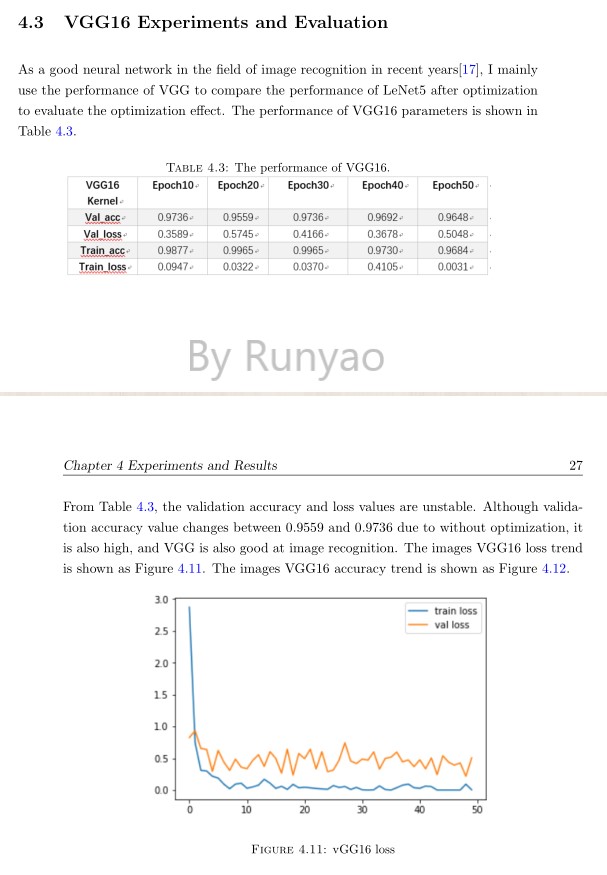 4.3 VGG16 Experiments and Evaluation
As a good neural network in the field of image recognition in recent years[17], I mainly
use the performance of VGG to compare the performance of LeNet5 after optimization
to evaluate the optimization effect. The performance of VGG16 parameters is shown in
Table 4.3.
Table 4.3: The performance of VGG16.
VGG16 Epoch10 Epoch20 Epoch30 Epoch40 Epoch50
Kernel
Val_acc 0.9736 0.9559 0.9736 0.9692 0.9648
Val_loss 0.3589 0.5745 0.4166 0.3678 0.5048
Train_acc 0.9877 0.9965 0.9965 0.9730 0.9684
Train_loss 0.0947 0.0322 0.0370 0.4105 0.0031
By Runyao
Chapter 4 Experiments and Results 27
From Table 4.3, the validation accuracy and loss values are unstable. Although valida-
tion accuracy value changes between 0.9559 and 0.9736 due to without optimization, it
is also high, and VGG is also good at image recognition. The images VGG16 loss trend
is shown as Figure 4.11. The images VGG16 accuracy trend is shown as Figure 4.12.
3.0
train loss
val loss
2.5
2.0
1.5
1.0
0.5
0.0
0 10 20 30 40 50
Figure 4.11: vGG16 loss